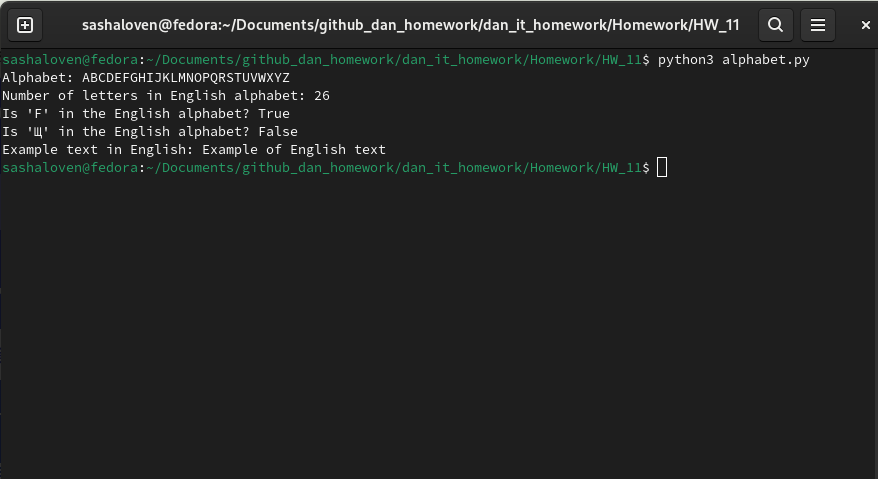 sashaloven@fedora:~/Documents/github_dan_homework/dan_it_homework/Homework/HW_11
sashaloven@fedora:~/Documents/github_dan_homework/dan_it_homework/Homework/HW_11$ python3 alphabet.py
Alphabet: ABCDEFGHIJKLMNOPQRSTUVWXYZ
Number of letters in English alphabet: 26
Is 'F' in the English alphabet? True
Is 'Щ' in the English alphabet? False
Example text in English: Example of English text
sashaloven@fedora:~/Documents/github_dan_homework/dan_it_homework/Homework/HW_11$